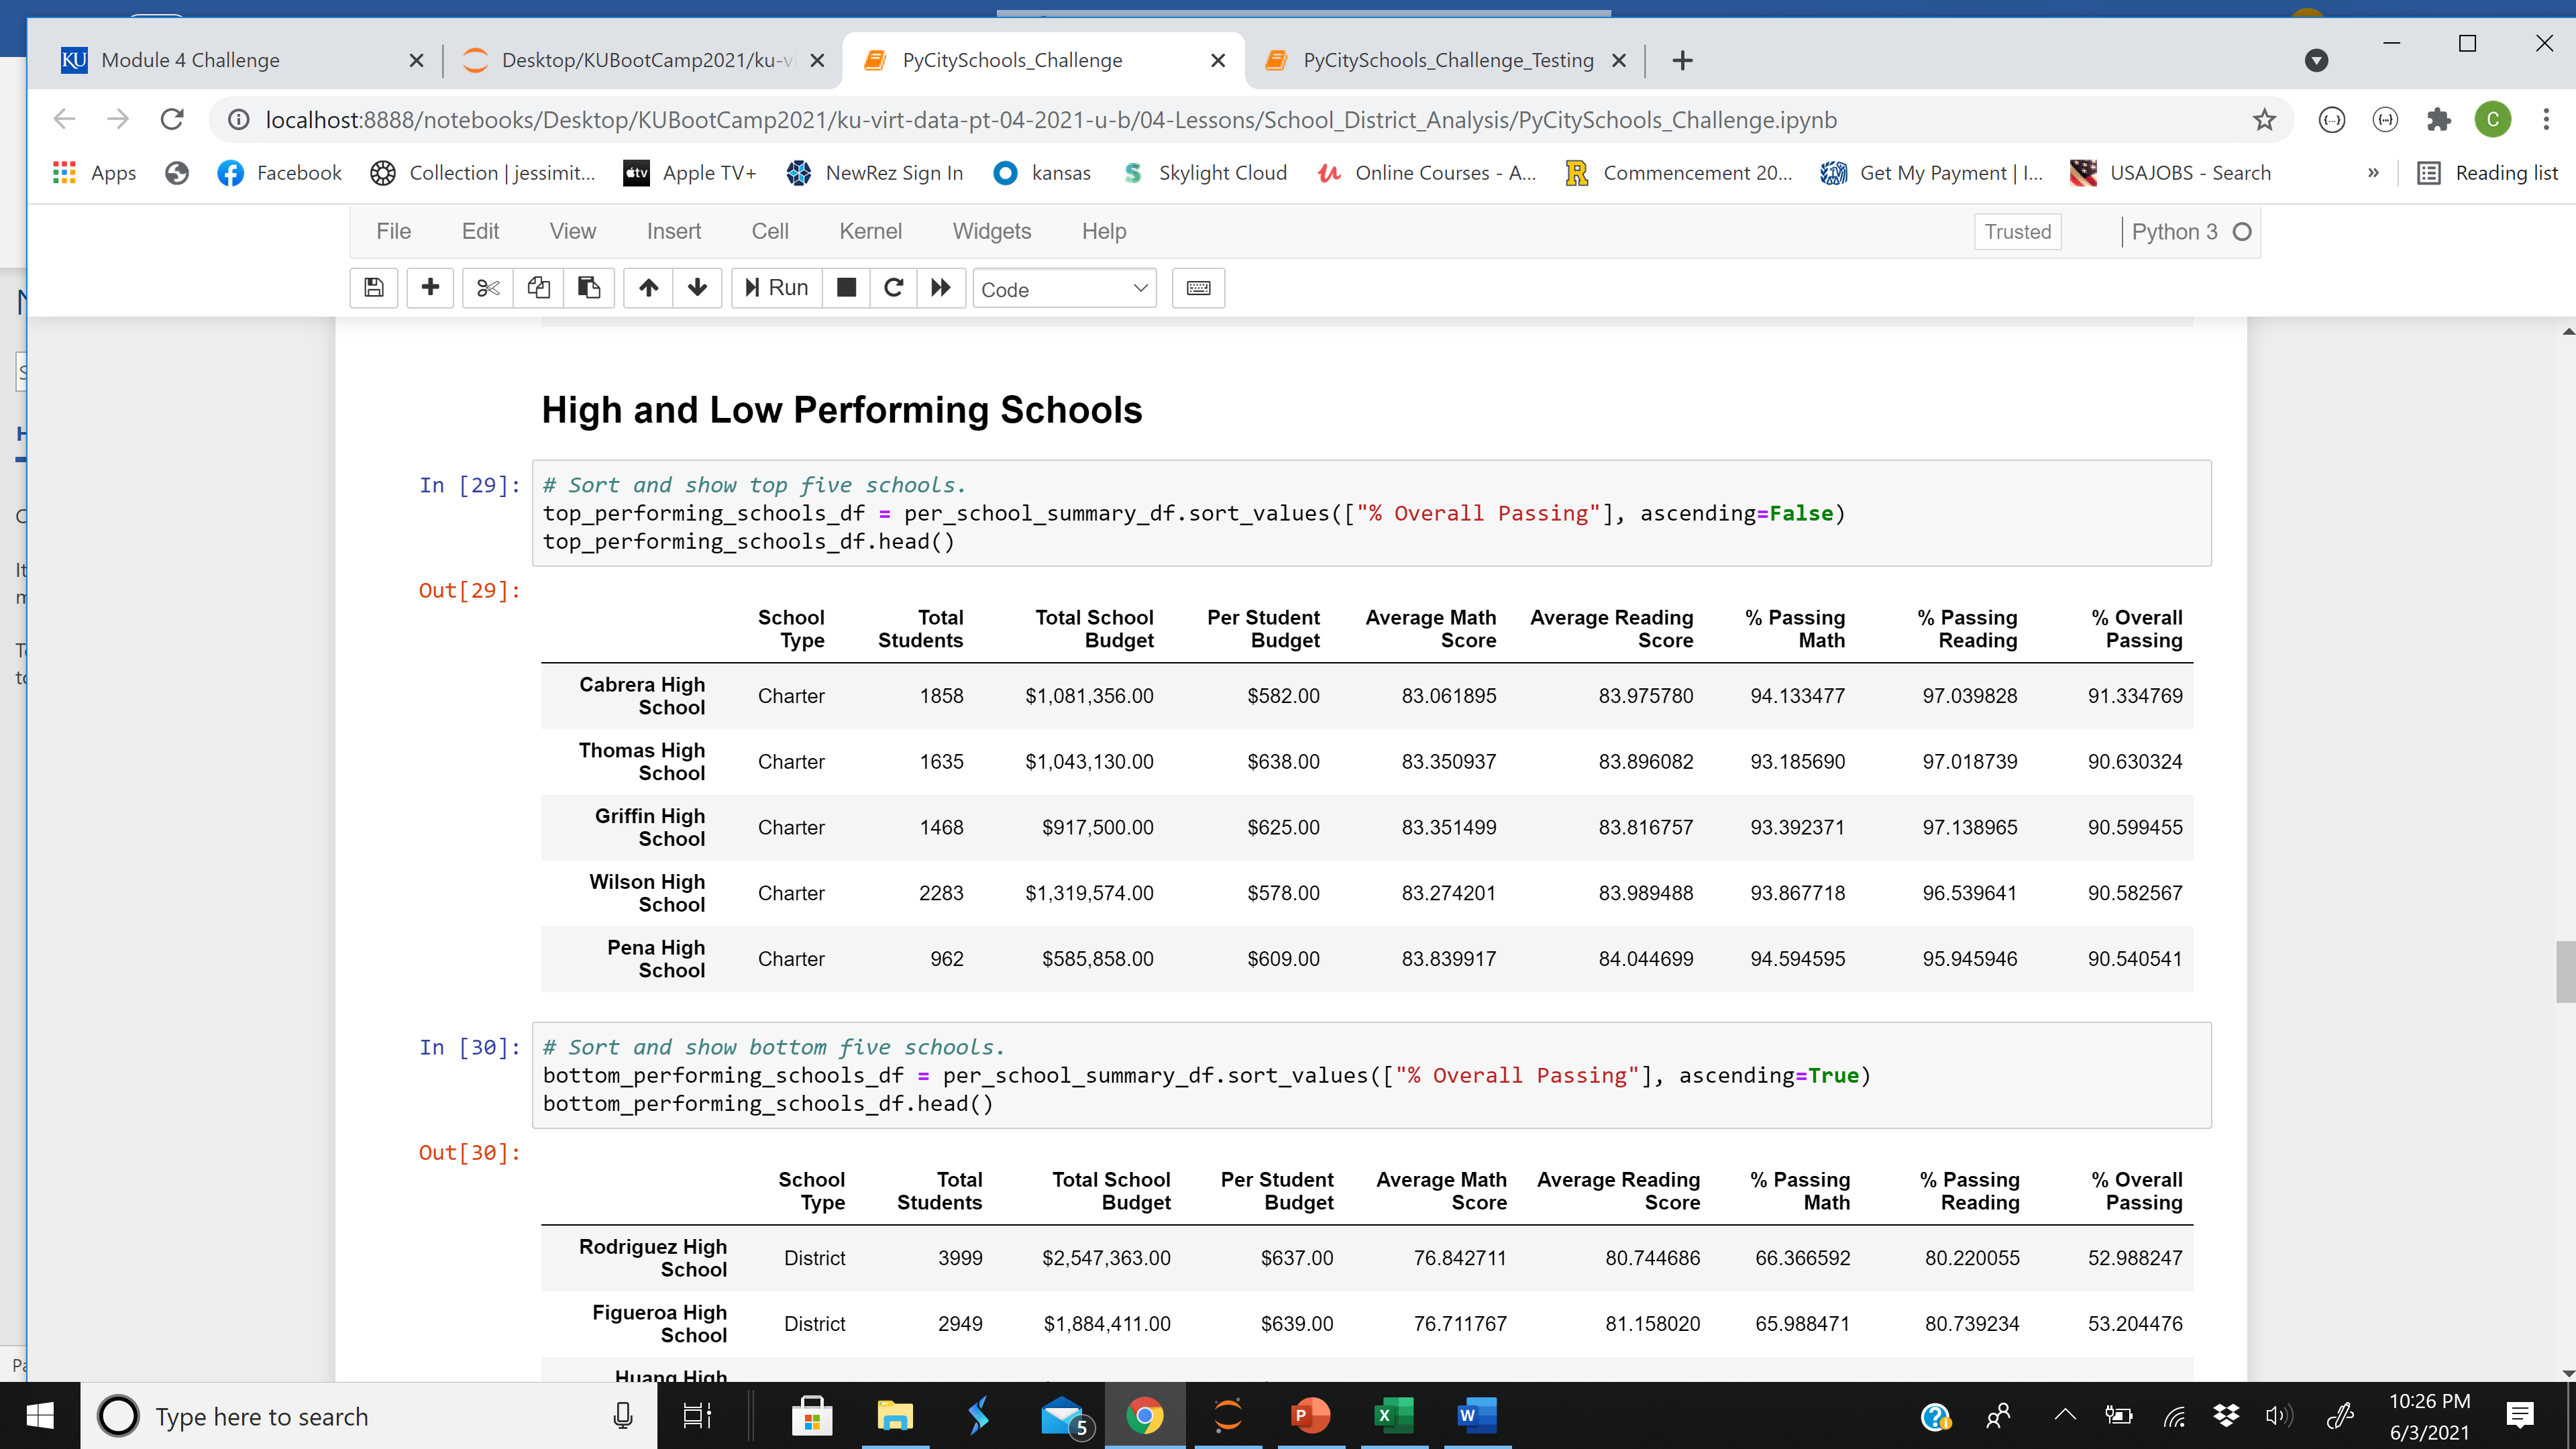 Module 4 Challenge
Desktop/KUBootCamp2021/ku-v
PyCitySchools_Challenge
PyCitySchools_Challenge_Testing
localhost:8888/notebooks/Desktop/KUBootCamp2021/ku-virt-data-pt-04-2021-u-b/04-Lessons/School_District_Analysis/PyCitySchools_Challenge.ipynb
C
Apps Facebook Collection | jessimit... Apple TV+ NewRez Sign In kansas Skylight Cloud Online Courses - A... Commencement 20... Get My Payment | I... USAJOBS - Search » Reading list
File Edit View Insert Cell Kernel Widgets Help Trusted Python 3
Run Code
High and Low Performing Schools
In [29]: # Sort and show top five schools.
top_performing_schools_df = per_school_summary_df.sort_values(["% Overall Passing"], ascending=False)
top_performing_schools_df.head()
Out[29]:
School Total Total School Per Student Average Math Average Reading % Passing % Passing % Overall
Type Students Budget Budget Score Score Math Reading Passing
Cabrera High
School Charter 1858 $1,081,356.00 $582.00 83.061895 83.975780 94.133477 97.039828 91.334769
Thomas High
School Charter 1635 $1,043,130.00 $638.00 83.350937 83.896082 93.185690 97.018739 90.630324
Griffin High
School Charter 1468 $917,500.00 $625.00 83.351499 83.816757 93.392371 97.138965 90.599455
Wilson High
School Charter 2283 $1,319,574.00 $578.00 83.274201 83.989488 93.867718 96.539641 90.582567
Pena High
School Charter 962 $585,858.00 $609.00 83.839917 84.044699 94.594595 95.945946 90.540541
In [30]: # Sort and show bottom five schools.
bottom_performing_schools_df = per_school_summary_df.sort_values(["% Overall Passing"], ascending=True)
bottom_performing_schools_df.head()
Out[30]:
School Total Total School Per Student Average Math Average Reading % Passing % Passing % Overall
Type Students Budget Budget Score Score Math Reading Passing
Rodriguez High
School District 3999 $2,547,363.00 $637.00 76.842711 80.744686 66.366592 80.220055 52.988247
Figueroa High
School District 2949 $1,884,411.00 $639.00 76.711767 81.158020 65.988471 80.739234 53.204476
Huang High
Type here to search
5
10:26 PM
6/3/2021